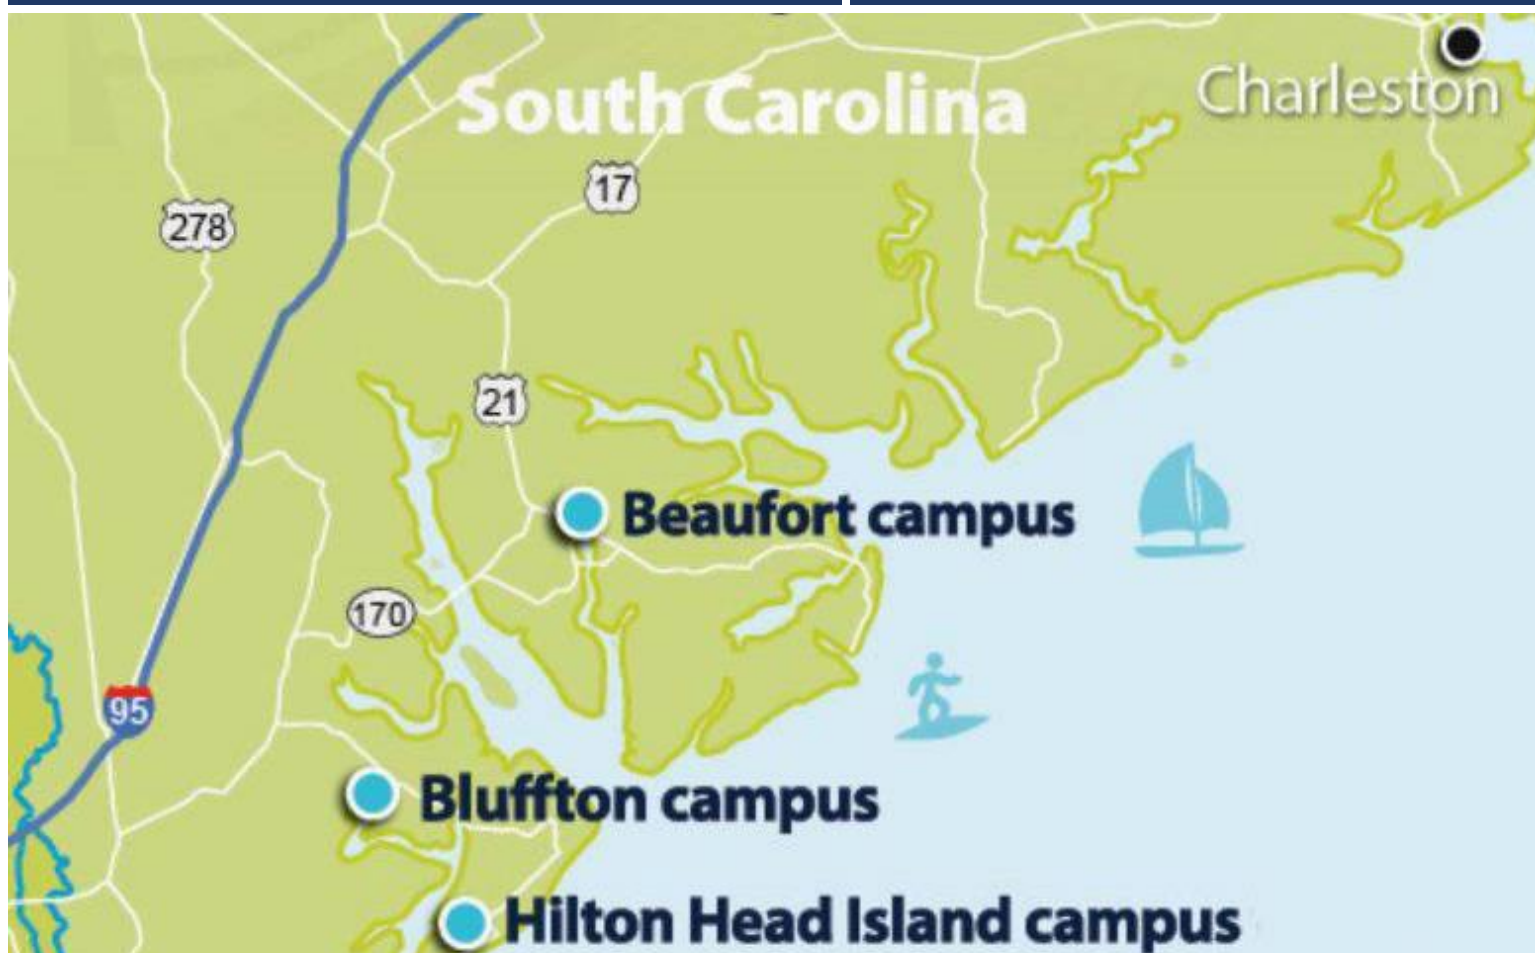 South Carolina
Charleston
17
278
21
Beaufort campus
170
95
Bluffton campus
Hilton Head Island campus